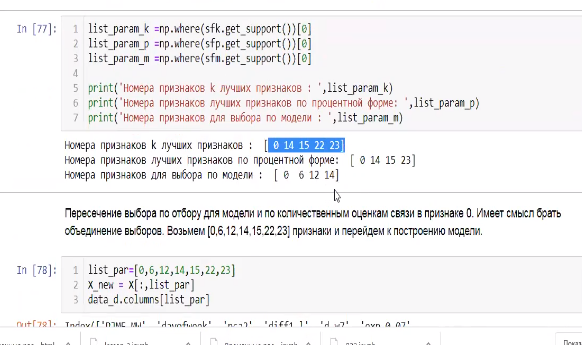 In [77]:
1 list_param_k =np.where(sfk.get_support())[0]
2 list_param_p =np.where(sfp.get_support())[0]
3 list_param_m =np.where(sfm.get_support())[0]
4
5 print('Номера признаков k лучших признаков : ',list_param_k)
6 print('Номера признаков лучших признаков по процентной форме: ',list_param_p)
7 print('Номера признаков для выбора по модели : ',list_param_m)
Номера признаков k лучших признаков :  [ 0 14 15 22 23]
Номера признаков лучших признаков по процентной форме:  [ 0 14 15 23]
Номера признаков для выбора по модели :  [ 0  6 12 14]
Пересечение выбора по отбору для модели и по количественным оценкам связи в признаке 0. Имеет смысл брать
объединение выборов. Возьмем [0,6,12,14,15,22,23] признаки и перейдем к построению модели.
In [78]:
1 list_par=[0,6,12,14,15,22,23]
2 X_new = X[:,list_par]
3 data_d.columns[list_par]
Out[78]: 'dayofweek',